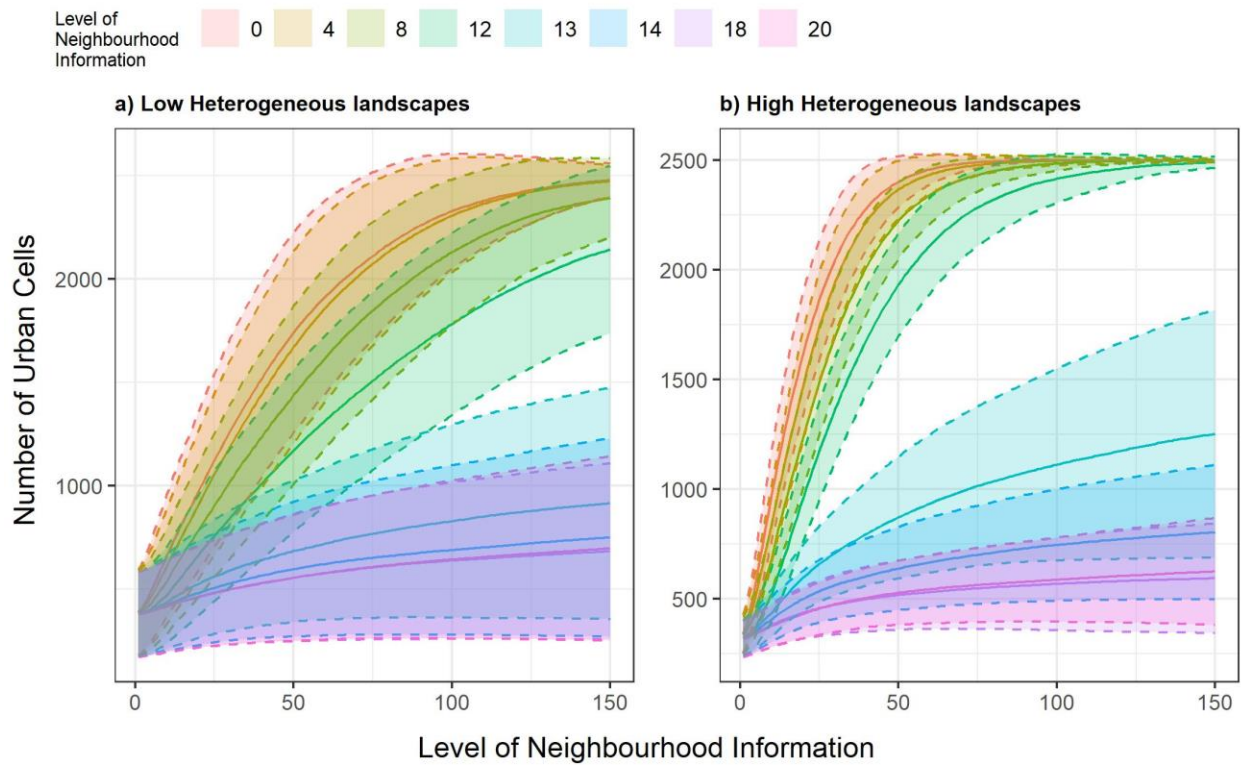 Level of
Neighbourhood
Information
0 4 8 12 13 14 18 20
a) Low Heterogeneous landscapes
b) High Heterogeneous landscapes
Number of Urban Cells
2000
1000
2500
2000
1500
1000
500
0 50 100 150
0 50 100 150
Level of Neighbourhood Information